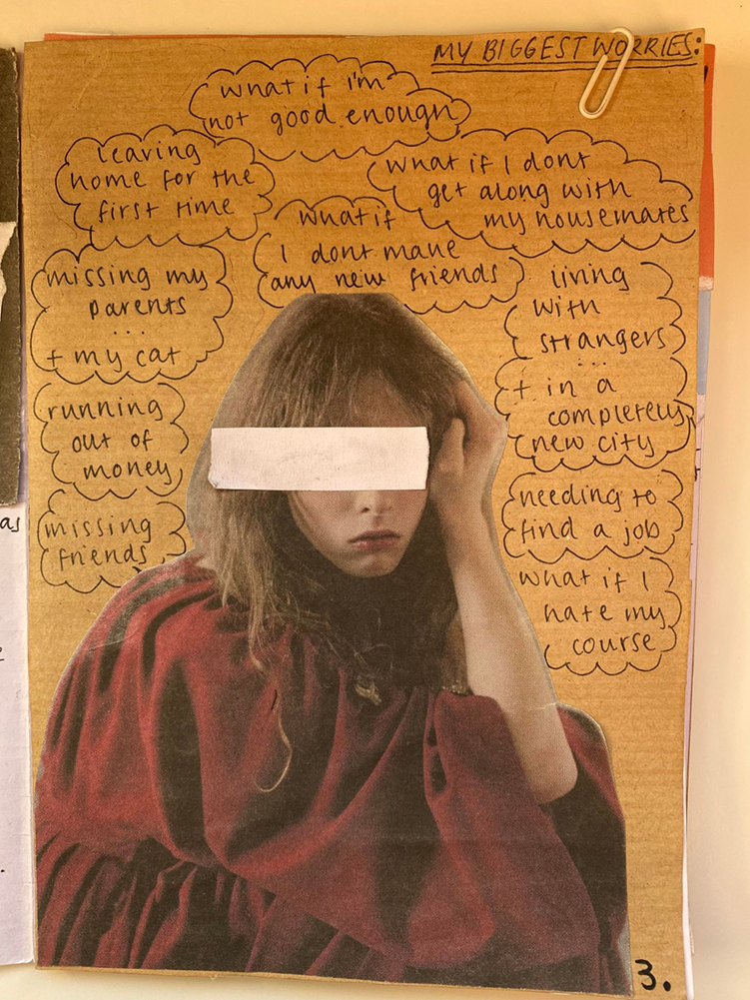 MY BIGGEST WORRIES:
what if i'm
not good enough
leaving
home for the
first time
what if I dont
get along with
my housemates
what if
I dont make
any new friends
missing my
parents
...
+ my cat
living
with
strangers
...
+ in a
completely
new city
running
out of
money
needing to
find a job
missing
friends
what if I
hate my
course
as
3.